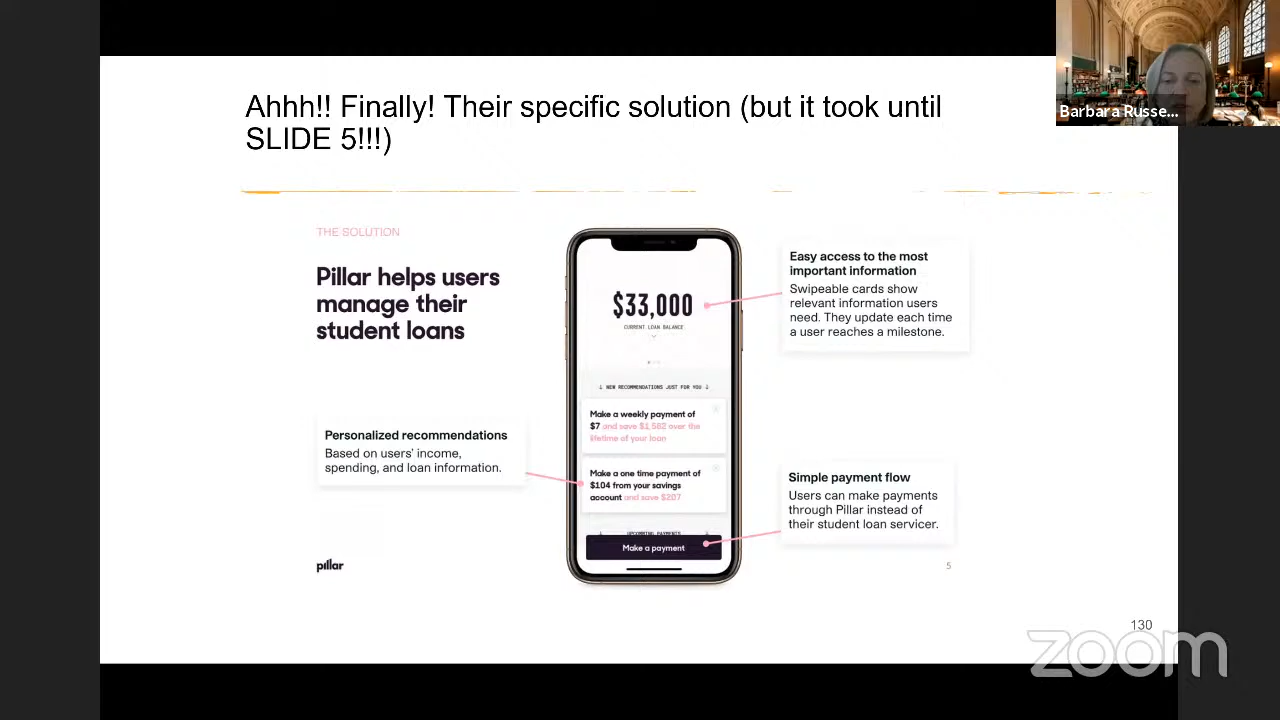 Barbara Russe...
Ahhh!! Finally! Their specific solution (but it took until
SLIDE 5!!!)
THE SOLUTION
Pillar helps users
manage their
student loans
Personalized recommendations
Based on users' income,
spending, and loan information.
pillar
$33,000
CURRENT LOAN BALANCE
↓ NEW RECOMMENDATIONS JUST FOR YOU ↓
Make a weekly payment of
$7 and save $1,562 over the
lifetime of your loan
Make a one time payment of
$104 from your savings
account and save $207
UPCOMING PAYMENTS
Make a payment
Easy access to the most
important information
Swipeable cards show
relevant information users
need. They update each time
a user reaches a milestone.
Simple payment flow
Users can make payments
through Pillar instead of
their student loan servicer.
5
130
zoom